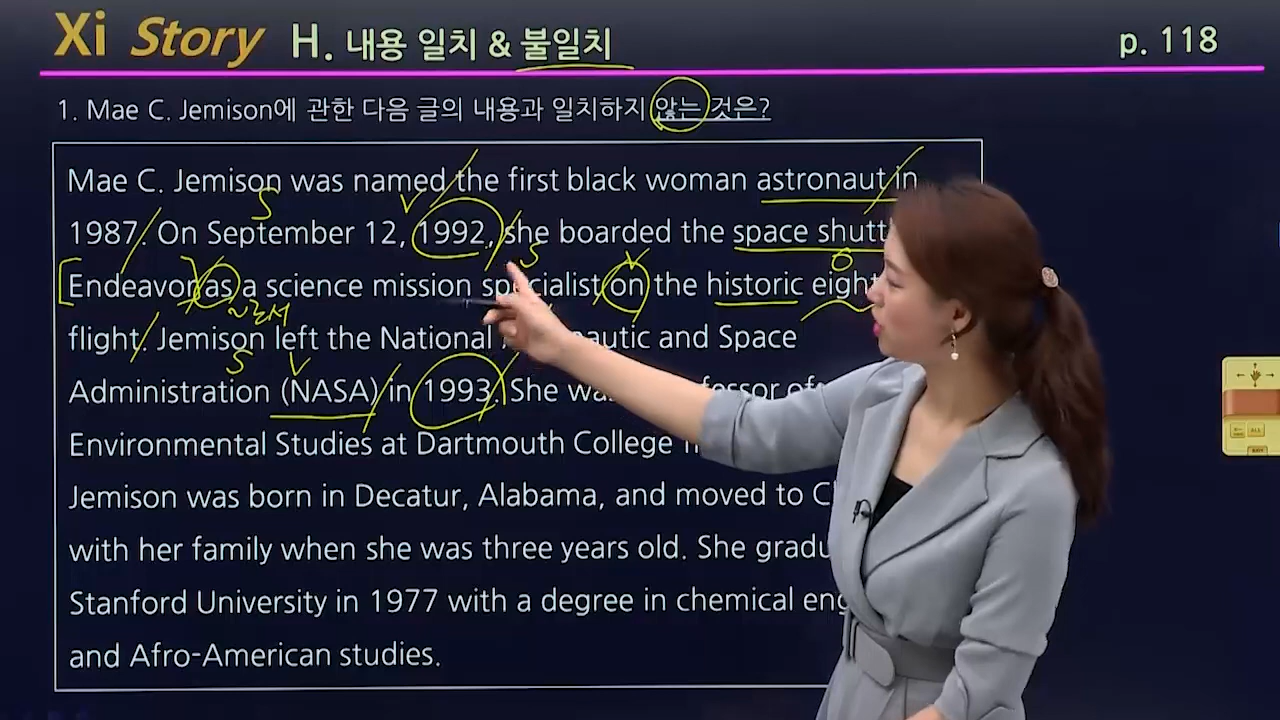 Xi Story H. 내용 일치 & 불일치 p. 118
1. Mae C. Jemison에 관한 다음 글의 내용과 일치하지 않는 것은?
Mae C. Jemison was named the first black woman astronaut in
1987. On September 12, 1992, she boarded the space
Endeavor as a science mission specialist on the historic
~로서
flight. Jemison left the National and Space
Administration (NASA) in 1993. She
Environmental Studies at Dartmouth College
Jemison was born in Decatur, Alabama, and moved to
with her family when she was three years old. She
Stanford University in 1977 with a degree in chemical
and Afro-American studies.